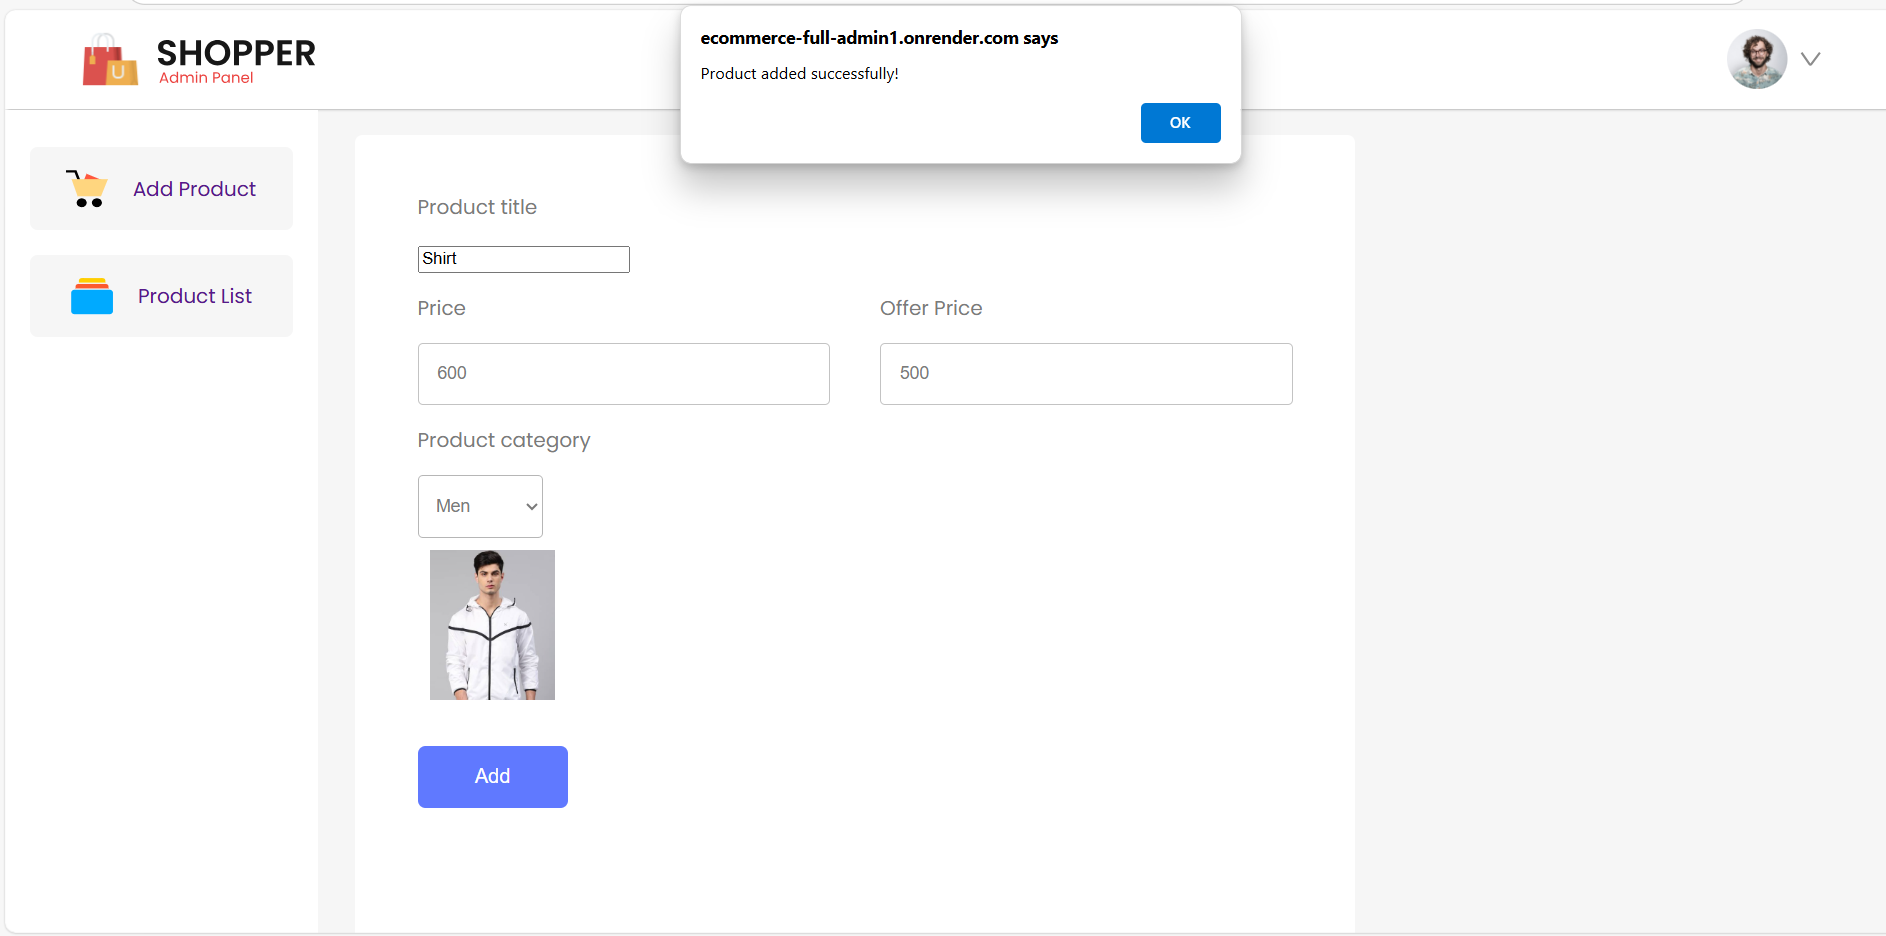 SHOPPER
Admin Panel
ecommerce-full-admin1.onrender.com says
Product added successfully!
OK
Add Product
Product List
Product title
Shirt
Price
Offer Price
600
500
Product category
Men
Add
U